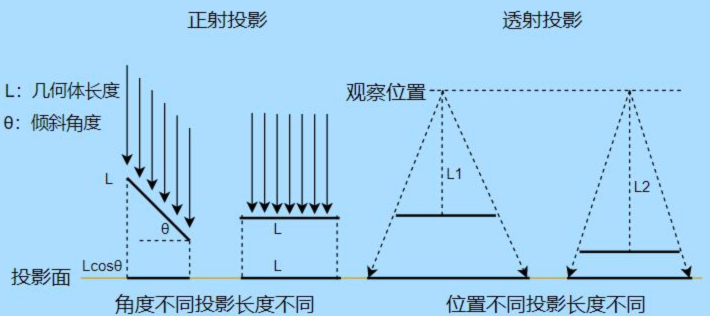 正射投影
透射投影
L：几何体长度
θ：倾斜角度
观察位置
L
θ
L
L1
L2
Lcosθ
L
投影面
角度不同投影长度不同
位置不同投影长度不同